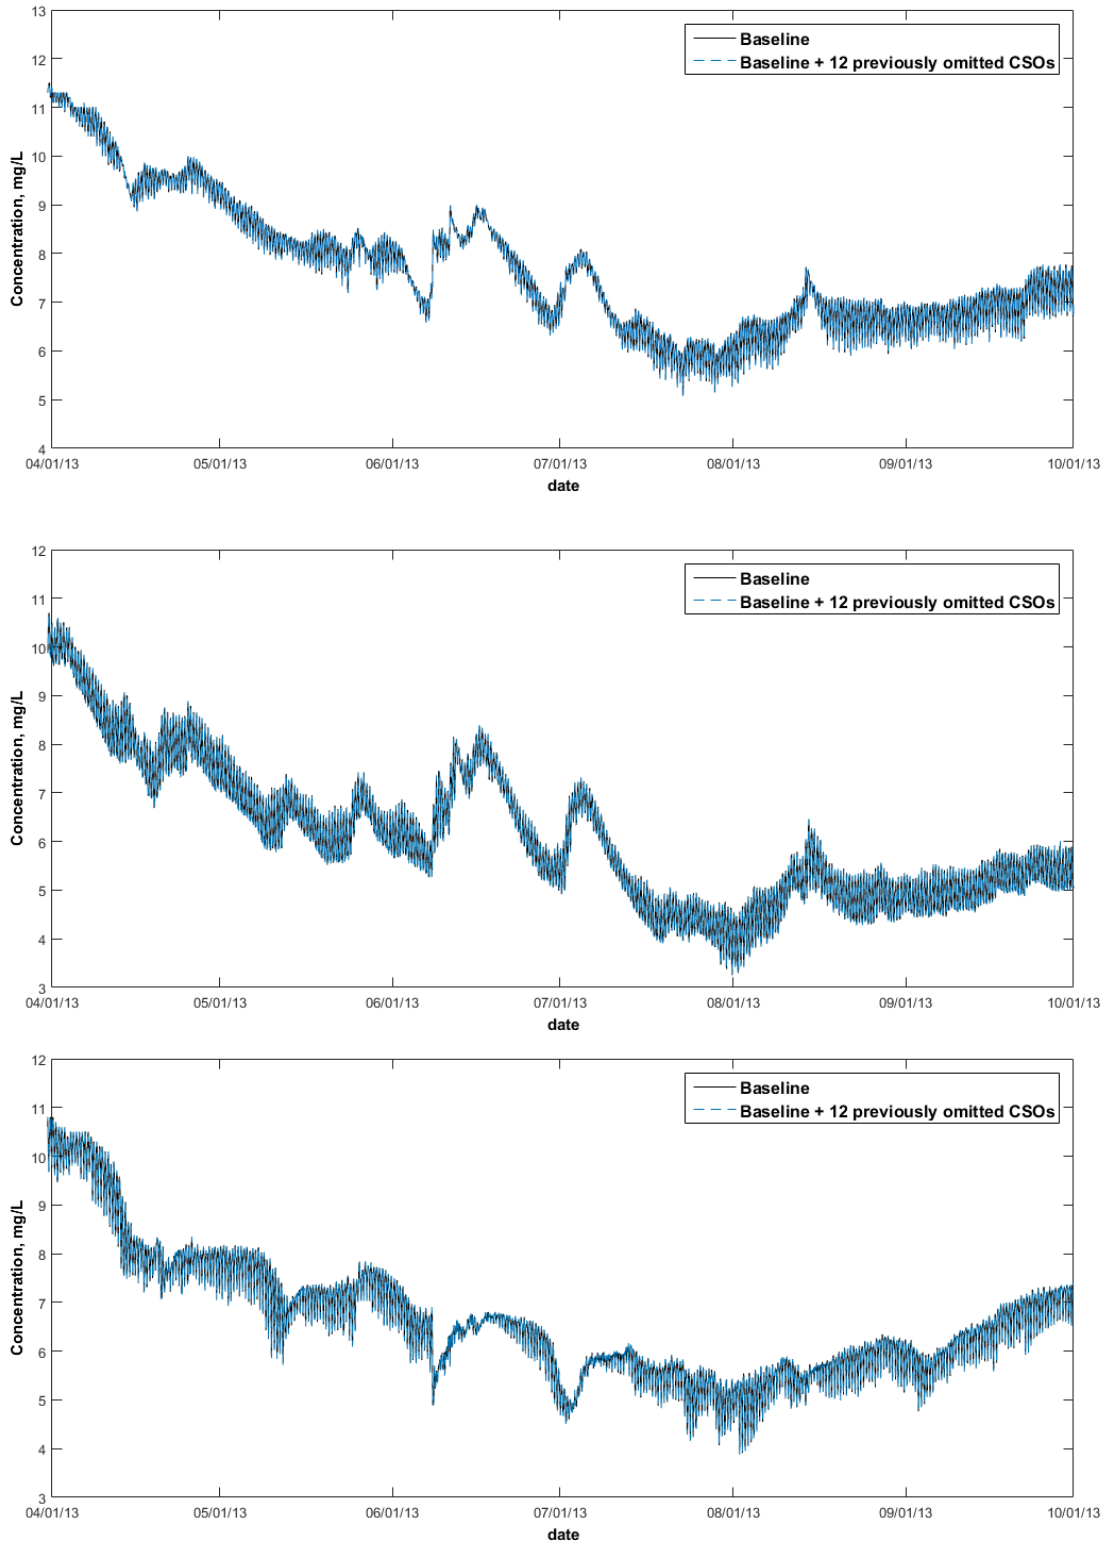 13
12
11
10
9
8
7
6
5
4
Concentration, mg/L
Baseline
Baseline + 12 previously omitted CSOs
04/01/13 05/01/13 06/01/13 07/01/13 08/01/13 09/01/13 10/01/13
date
12
11
10
9
8
7
6
5
4
3
Concentration, mg/L
Baseline
Baseline + 12 previously omitted CSOs
04/01/13 05/01/13 06/01/13 07/01/13 08/01/13 09/01/13 10/01/13
date
12
11
10
9
8
7
6
5
4
3
Concentration, mg/L
Baseline
Baseline + 12 previously omitted CSOs
04/01/13 05/01/13 06/01/13 07/01/13 08/01/13 09/01/13 10/01/13
date